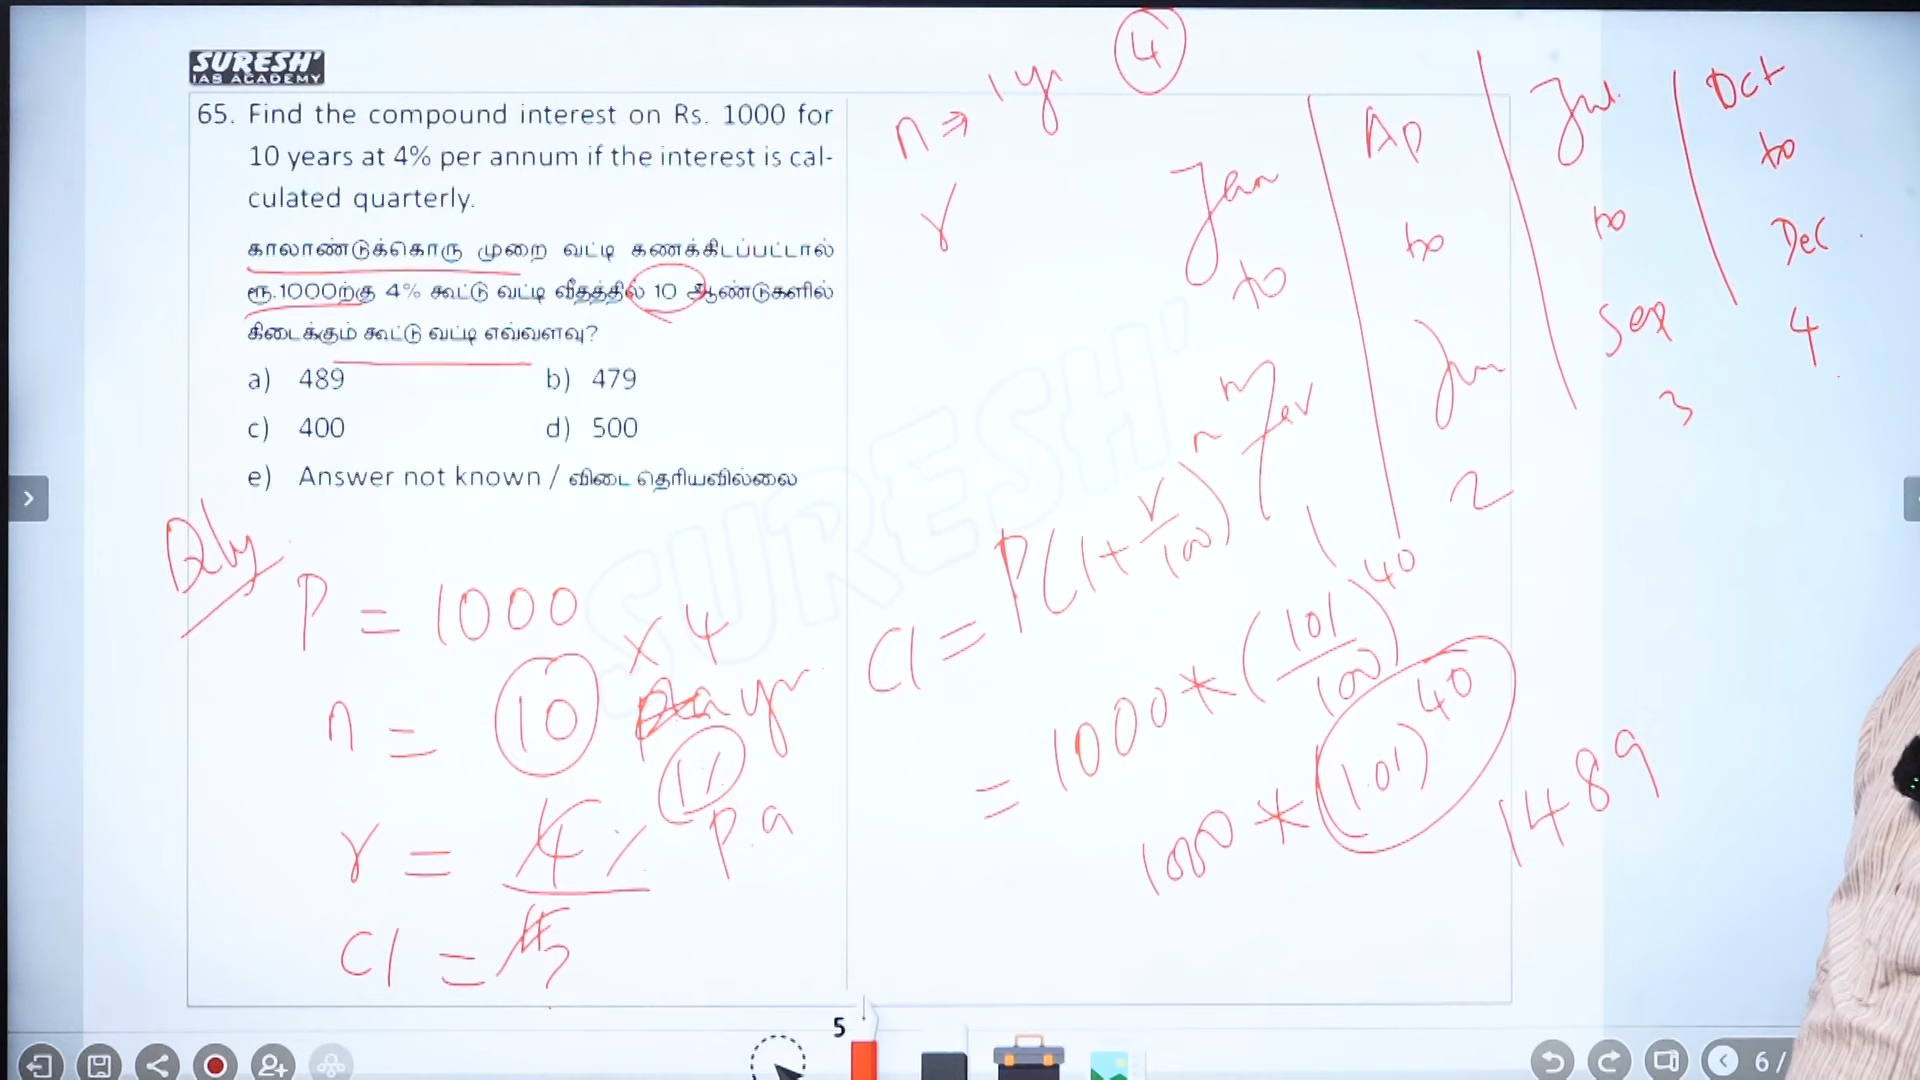 SURESH'
IAS ACADEMY
65. Find the compound interest on Rs. 1000 for
10 years at 4% per annum if the interest is cal-
culated quarterly.
காலாண்டுக்கொரு முறை வட்டி கணக்கிடப்பட்டால்
ரூ.1000ற்கு 4% கூட்டு வட்டி வீதத்தில் 10 ஆண்டுகளில்
கிடைக்கும் கூட்டு வட்டி எவ்வளவு?
a) 489 b) 479
c) 400 d) 500
e) Answer not known / விடை தெரியவில்லை
Qly
P = 1000
n = 10 × 4 yr
r = 4 % pa
1%
CI =
n ⇒ 1 yr 4
r
Jan to
Ap to Jun 2
Jul to Sep 3
Oct to Dec 4
CI = P(1 + r/100)^n
= 1000 * (101/100)^40
1000 * (1.01)^40
1489
SURESH'
5
6 /